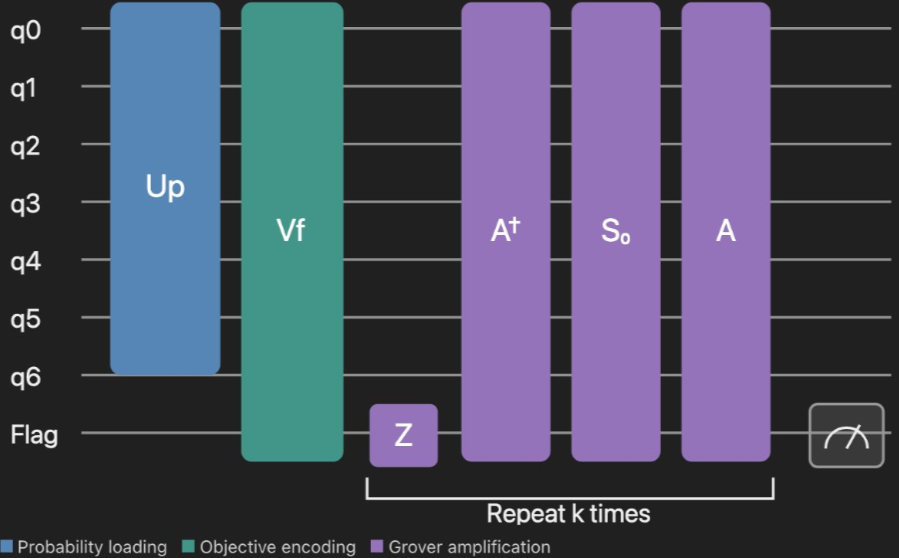 q0
q1
q2
Up
q3
Vf
A†
S₀
A
q4
q5
q6
Flag
Z
Repeat k times
Probability loading
Objective encoding
Grover amplification